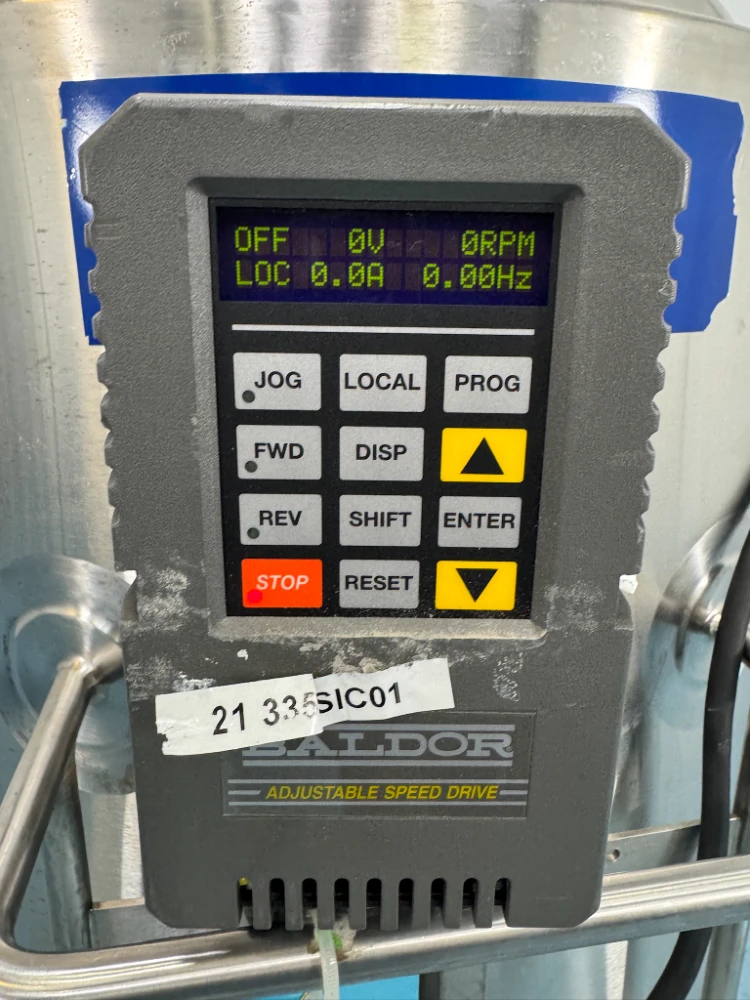 OFF 0V 0RPM
LOC 0.0A 0.00Hz
JOG LOCAL PROG
FWD DISP
REV SHIFT ENTER
STOP RESET
21 335SIC01
BALDOR
ADJUSTABLE SPEED DRIVE